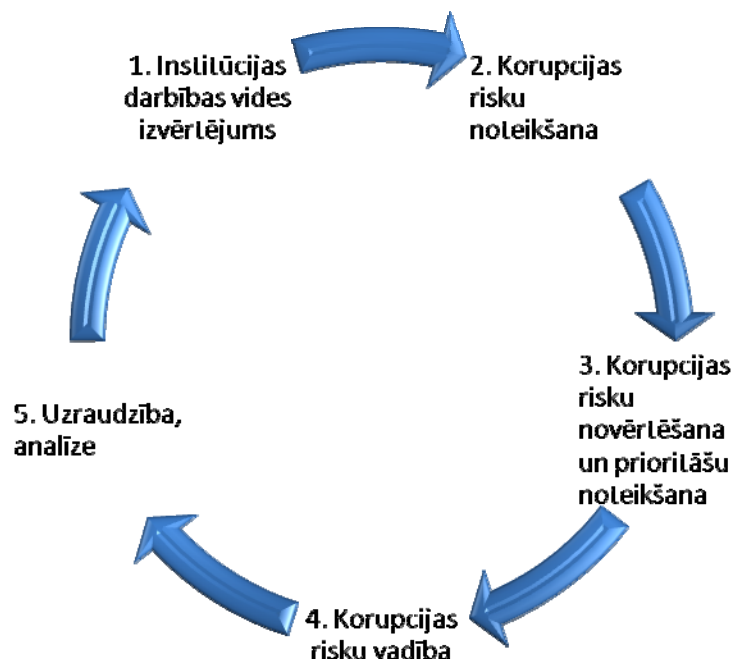 1. Institūcijas
darbības vides
izvērtējums
2. Korupcijas
risku
noteikšana
3. Korupcijas
risku
novērtēšana
un prioritāšu
noteikšana
4. Korupcijas
risku vadība
5. Uzraudzība,
analīze